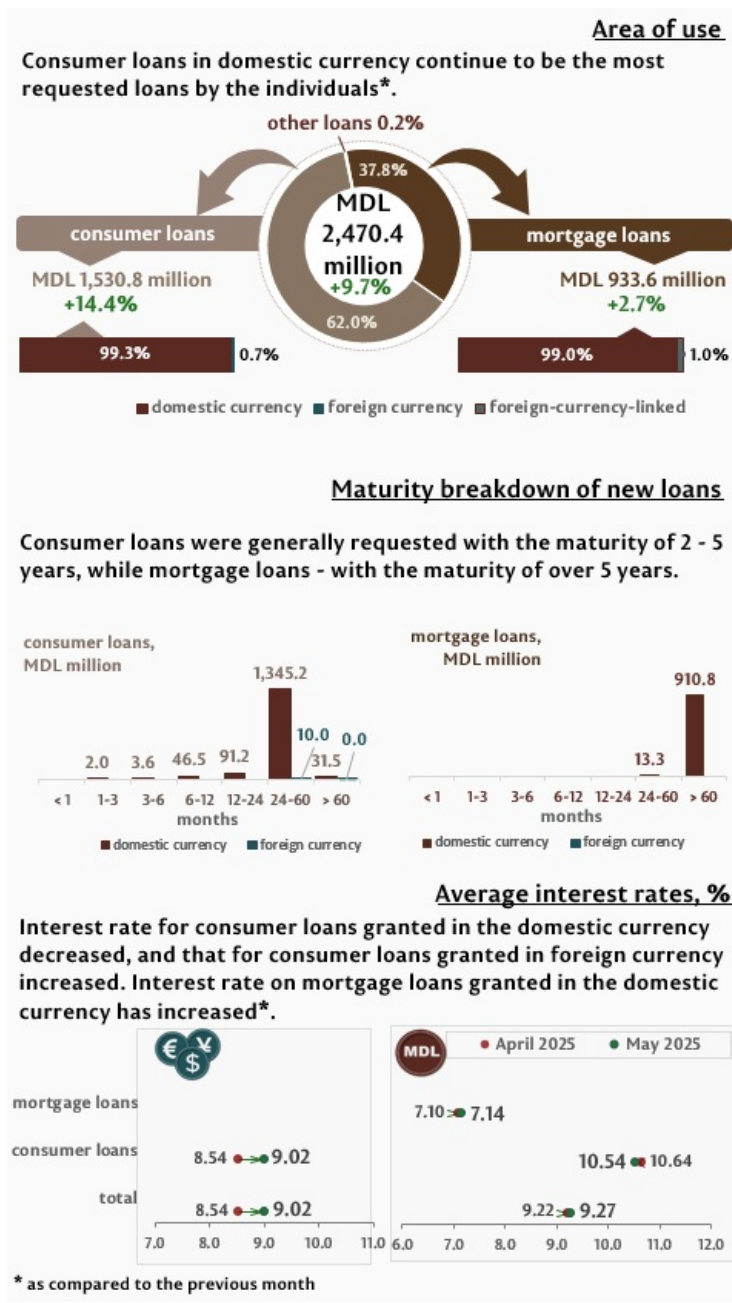 Area of use
Consumer loans in domestic currency continue to be the most
requested loans by the individuals*.
other loans 0.2%
37.8%
MDL
2,470.4
million
+9.7%
62.0%
consumer loans
MDL 1,530.8 million
+14.4%
99.3%
0.7%
mortgage loans
MDL 933.6 million
+2.7%
99.0%
1.0%
domestic currency
foreign currency
foreign-currency-linked
Maturity breakdown of new loans
Consumer loans were generally requested with the maturity of 2 - 5
years, while mortgage loans - with the maturity of over 5 years.
consumer loans,
MDL million
2.0
3.6
46.5
91.2
1,345.2
10.0
31.5
0.0
< 1
1-3
3-6
6-12
12-24
24-60
> 60
months
domestic currency
foreign currency
mortgage loans,
MDL million
13.3
910.8
< 1
1-3
3-6
6-12
12-24
24-60
> 60
months
domestic currency
foreign currency
Average interest rates, %
Interest rate for consumer loans granted in the domestic currency
decreased, and that for consumer loans granted in foreign currency
increased. Interest rate on mortgage loans granted in the domestic
currency has increased*.
€ ¥
$
mortgage loans
consumer loans
total
8.54
9.02
8.54
9.02
7.0
8.0
9.0
10.0
11.0
MDL
April 2025
May 2025
7.10
7.14
10.54
10.64
9.22
9.27
6.0
7.0
8.0
9.0
10.0
11.0
12.0
* as compared to the previous month